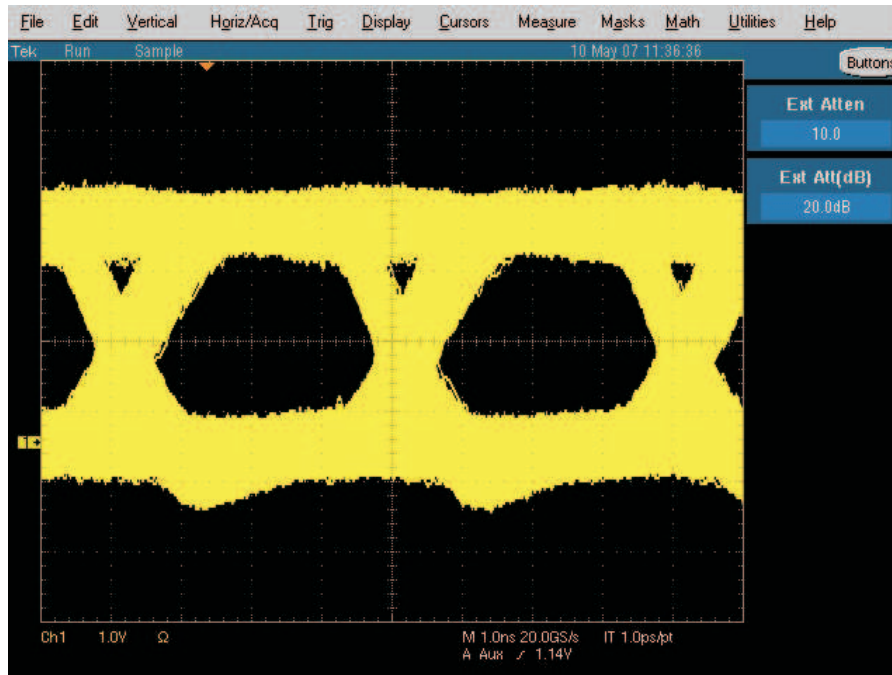 File Edit Vertical Horiz/Acq Trig Display Cursors Measure Masks Math Utilities Help
Tek Run Sample 10 May 07 11:36:36
Buttons
Ext Atten
10.0
Ext Att(dB)
20.0dB
1
Ch1 1.0V Ω M 1.0ns 20.0GS/s IT 1.0ps/pt
A Aux ƒ 1.14V